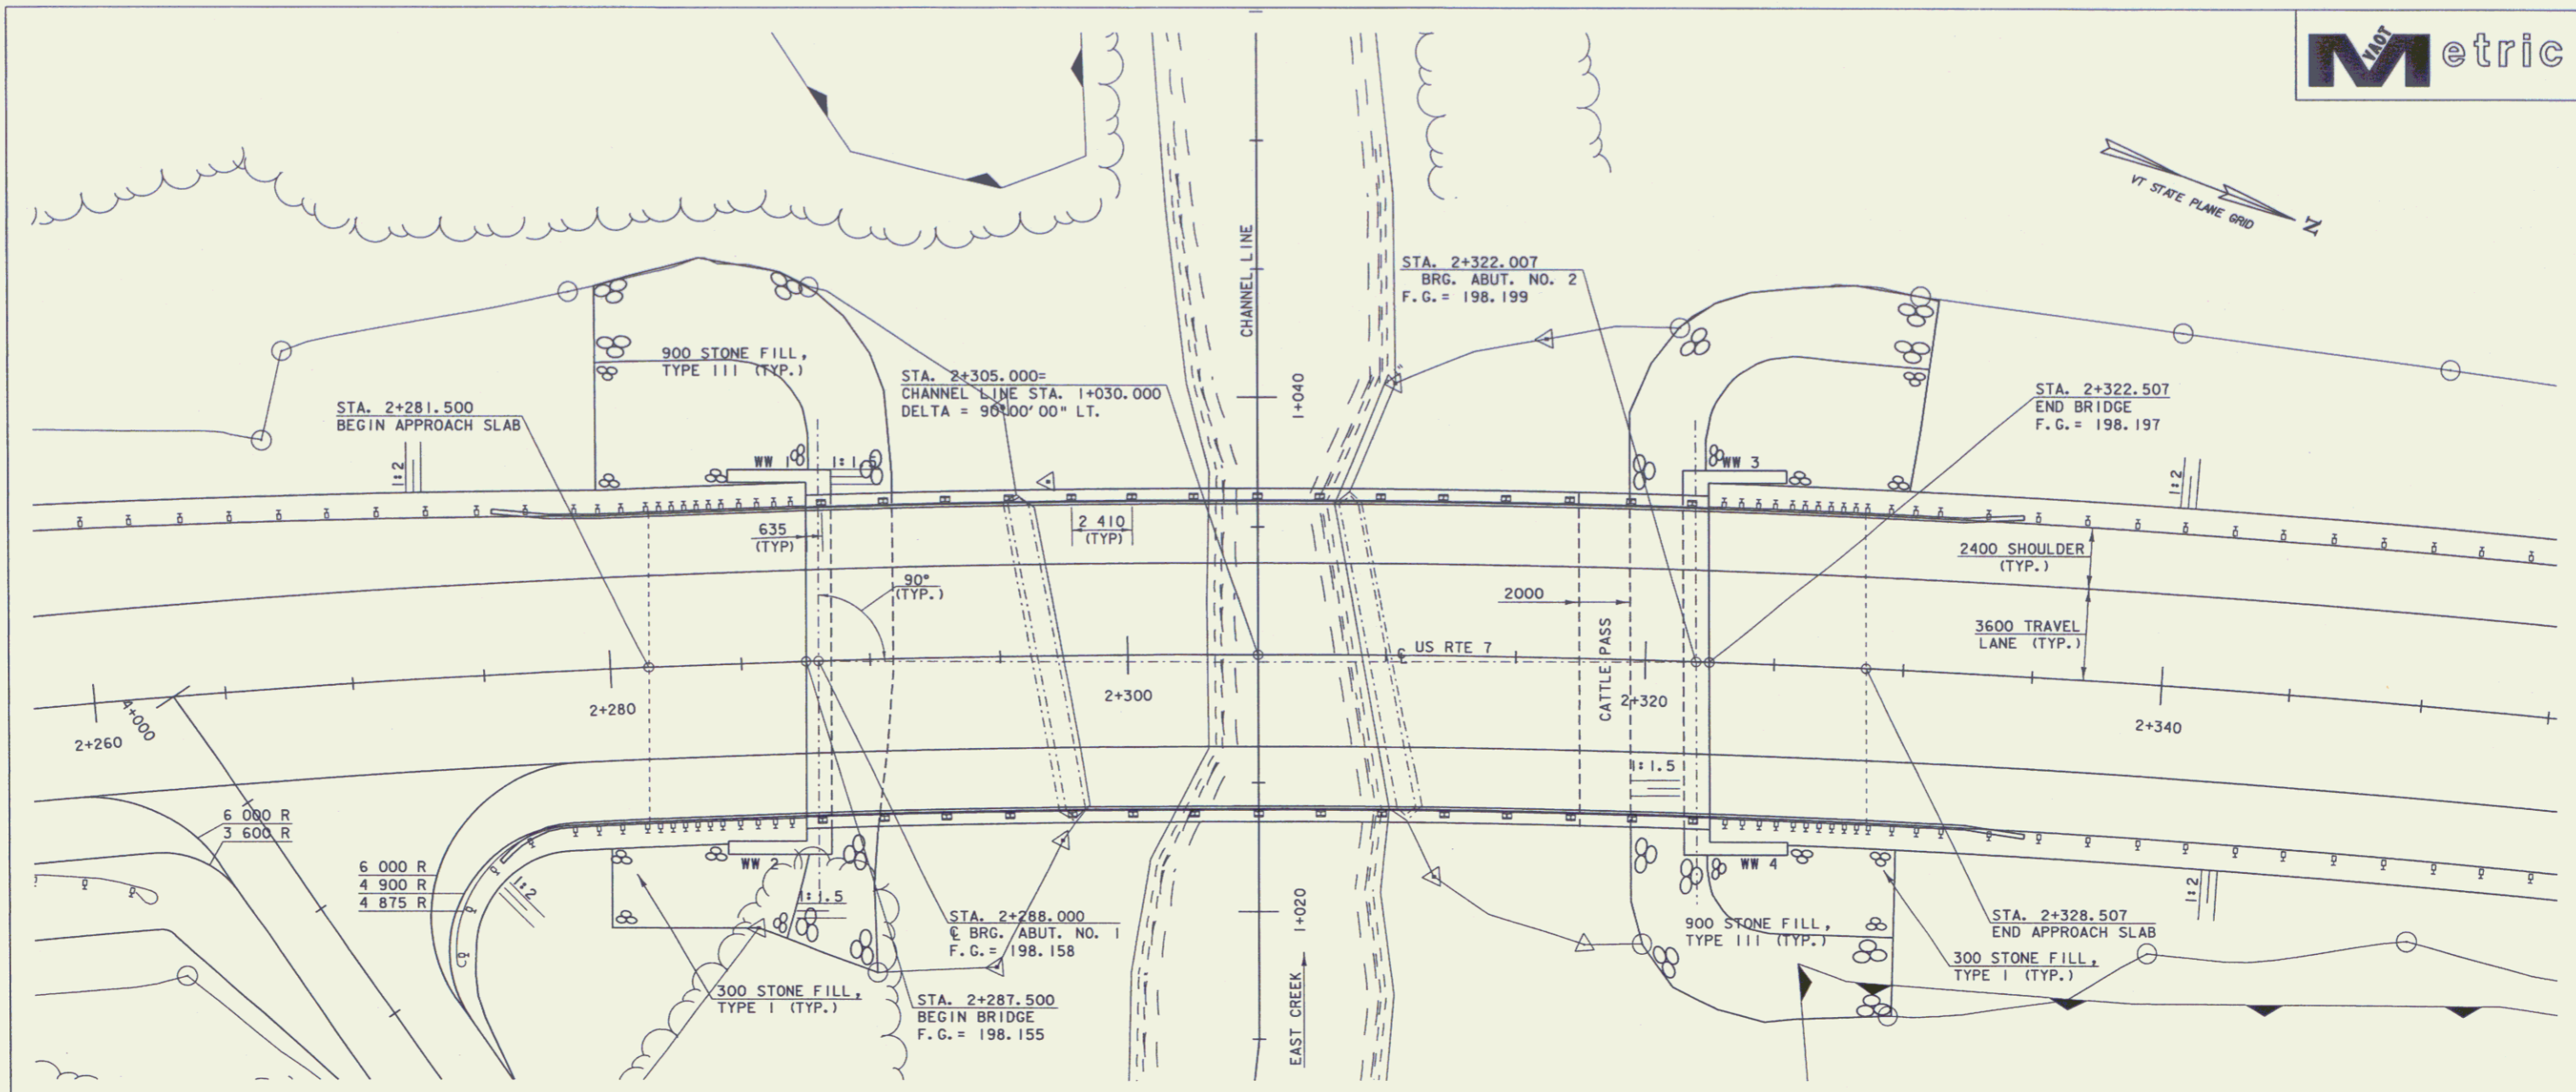 VAOT
Metric
VT STATE PLANE GRID
N
CHANNEL LINE
1+040
STA. 2+322.007
BRG. ABUT. NO. 2
F.G.= 198.199
900 STONE FILL,
TYPE III (TYP.)
STA. 2+305.000=
CHANNEL LINE STA. 1+030.000
DELTA = 90°00'00" LT.
STA. 2+322.507
END BRIDGE
F.G.= 198.197
STA. 2+281.500
BEGIN APPROACH SLAB
1:2
WW 1
1:1.5
WW 3
1:2
635
(TYP)
2 410
(TYP)
2400 SHOULDER
(TYP.)
90°
(TYP.)
2000
CATTLE PASS
3600 TRAVEL
LANE (TYP.)
℄ US RTE 7
2+260
4+000
2+280
2+300
2+320
2+340
1:1.5
6 000 R
3 600 R
6 000 R
4 900 R
4 875 R
1:2
WW 2
1:1.5
WW 4
1:2
STA. 2+288.000
℄ BRG. ABUT. NO. 1
F.G.= 198.158
1+020
EAST CREEK
900 STONE FILL,
TYPE III (TYP.)
STA. 2+328.507
END APPROACH SLAB
300 STONE FILL,
TYPE I (TYP.)
300 STONE FILL,
TYPE I (TYP.)
STA. 2+287.500
BEGIN BRIDGE
F.G.= 198.155